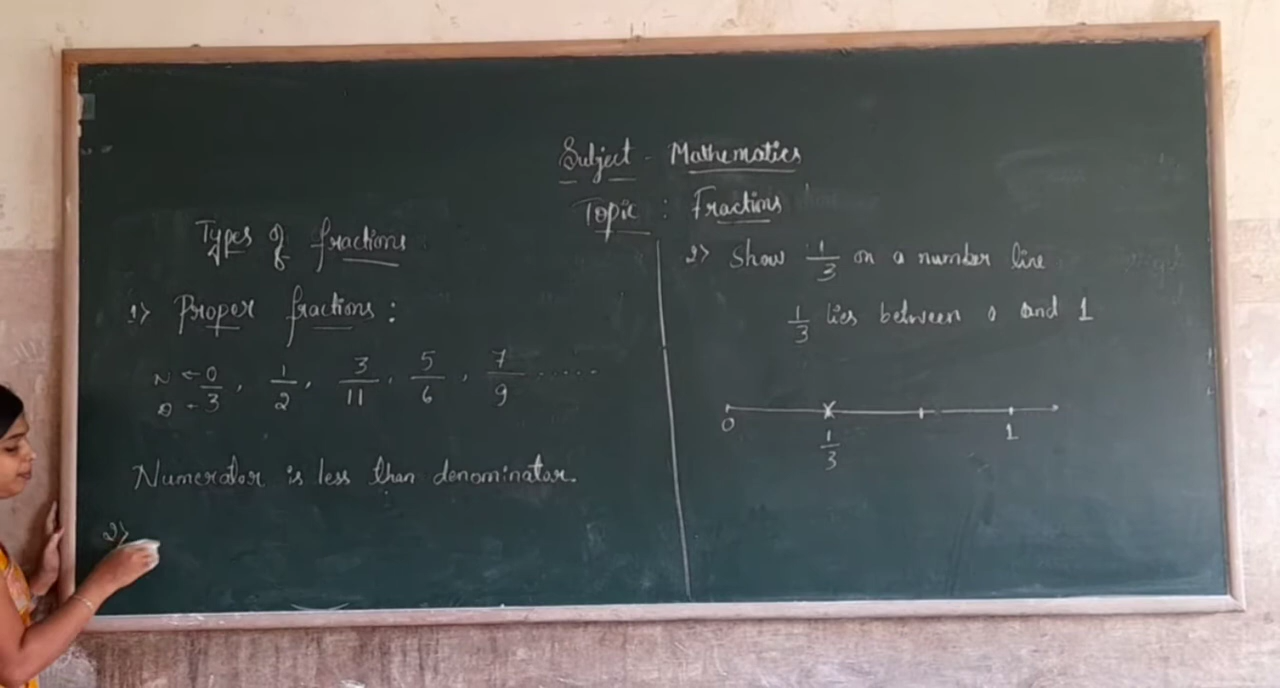 Subject - Mathematics
Topic : Fractions
Types of fractions
1) Proper fractions :
N ← 0/3, 1/2, 3/11, 5/6, 7/9 .....
D -
Numerator is less than denominator.
2)
2) Show 1/3 on a number line
1/3 lies between 0 and 1
0 1/3 1